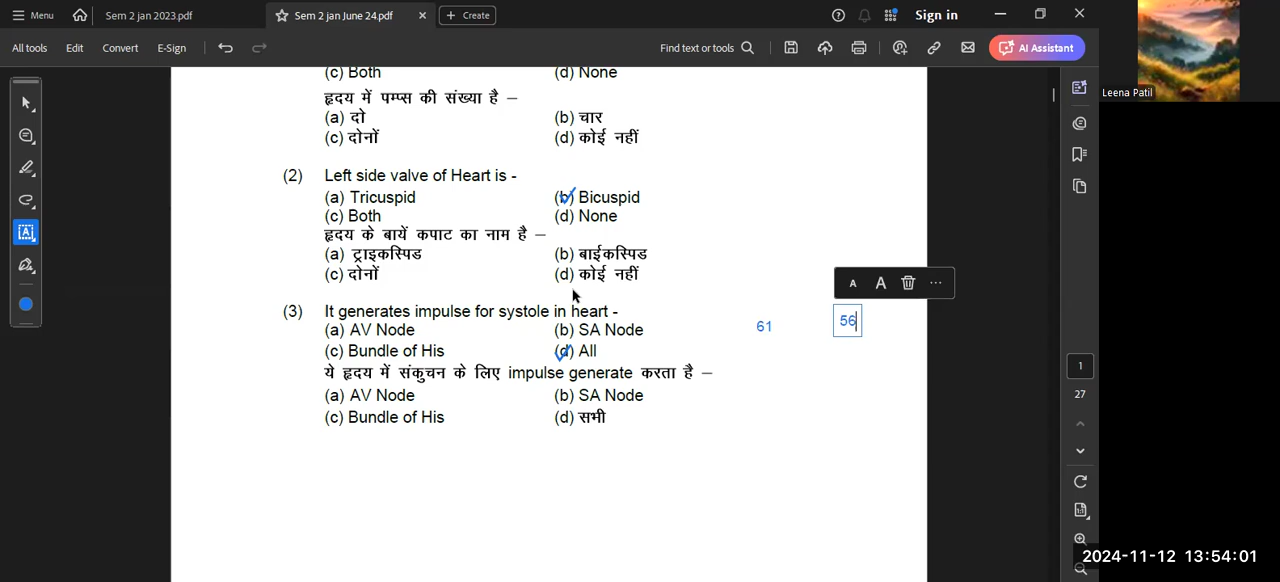 Menu
Sem 2 jan 2023.pdf
Sem 2 jan June 24.pdf
Create
Sign in
All tools
Edit
Convert
E-Sign
Find text or tools
AI Assistant
Leena Patil
(c) Both (d) None
हृदय में पम्प्स की संख्या है –
(a) दो (b) चार
(c) दोनों (d) कोई नहीं
(2) Left side valve of Heart is -
(a) Tricuspid (b) Bicuspid
(c) Both (d) None
हृदय के बायें कपाट का नाम है –
(a) ट्राइकस्पिड (b) बाईकस्पिड
(c) दोनों (d) कोई नहीं
A A ...
(3) It generates impulse for systole in heart -
61 56
(a) AV Node (b) SA Node
(c) Bundle of His (d) All
ये हृदय में संकुचन के लिए impulse generate करता है –
(a) AV Node (b) SA Node
(c) Bundle of His (d) सभी
1
27
2024-11-12 13:54:01